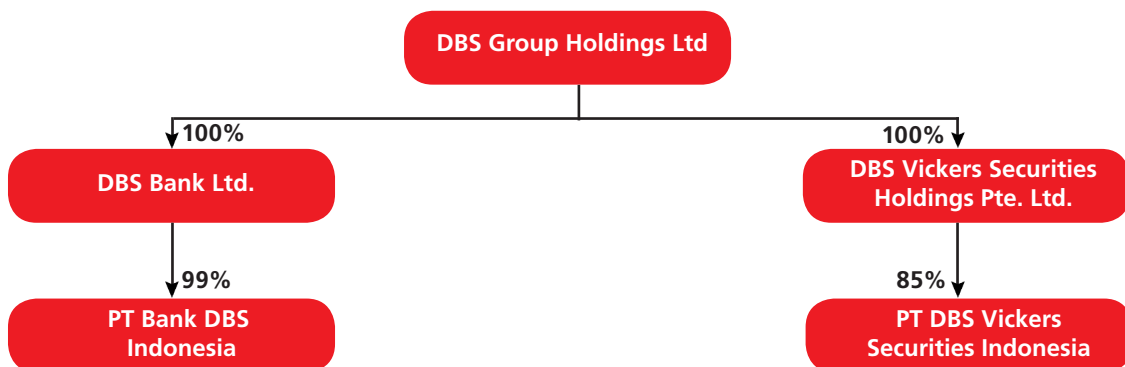 DBS Group Holdings Ltd
100%
100%
DBS Bank Ltd.
DBS Vickers Securities
Holdings Pte. Ltd.
99%
85%
PT Bank DBS
Indonesia
PT DBS Vickers
Securities Indonesia